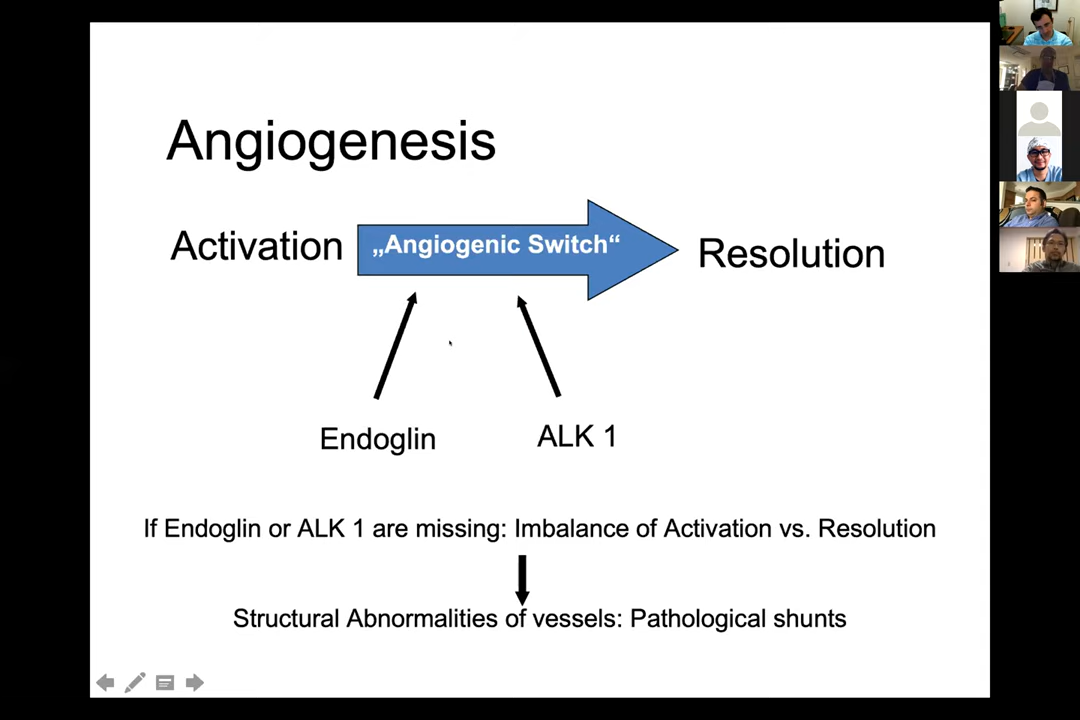 Angiogenesis
Activation
„Angiogenic Switch“
Resolution
Endoglin
ALK 1
If Endoglin or ALK 1 are missing: Imbalance of Activation vs. Resolution
Structural Abnormalities of vessels: Pathological shunts